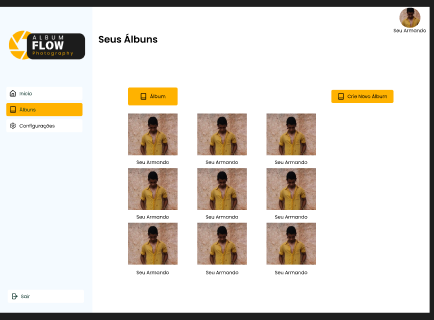 ALBUM
FLOW
Photography
Seu Armando
Seus Álbuns
Início
Álbuns
Configurações
Álbum
Crie Novo Álbum
Seu Armando
Seu Armando
Seu Armando
Seu Armando
Seu Armando
Seu Armando
Seu Armando
Seu Armando
Seu Armando
Sair